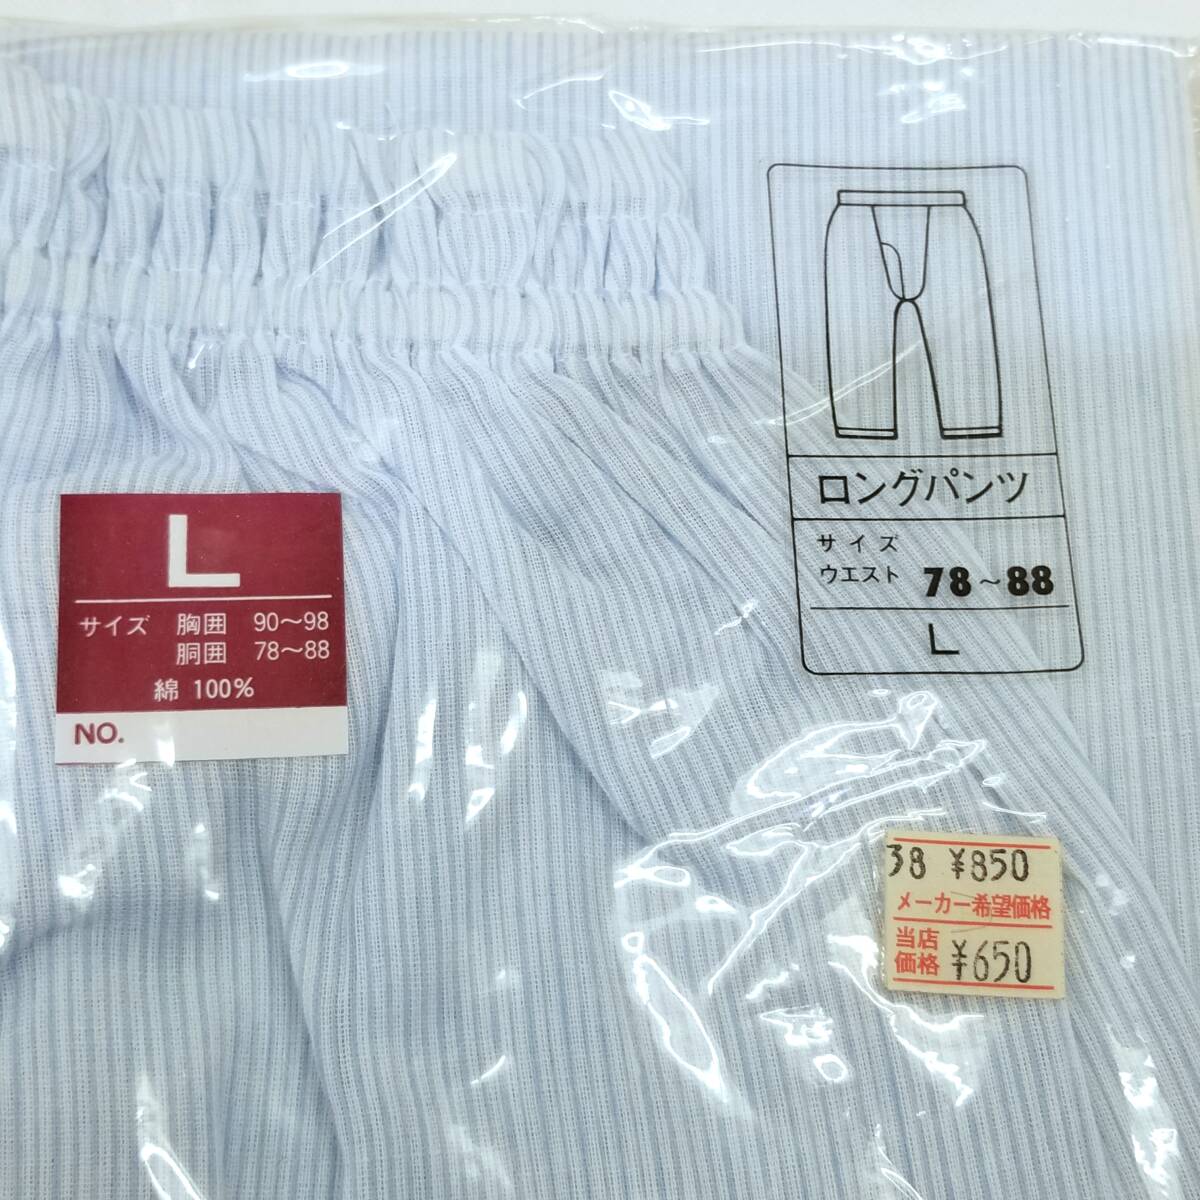 L
サイズ 胸囲 90～98
胴囲 78～88
綿 100%
NO.
ロングパンツ
サイズ
ウエスト 78～88
L
38 ¥850
メーカー希望価格
当店
価格 ¥650